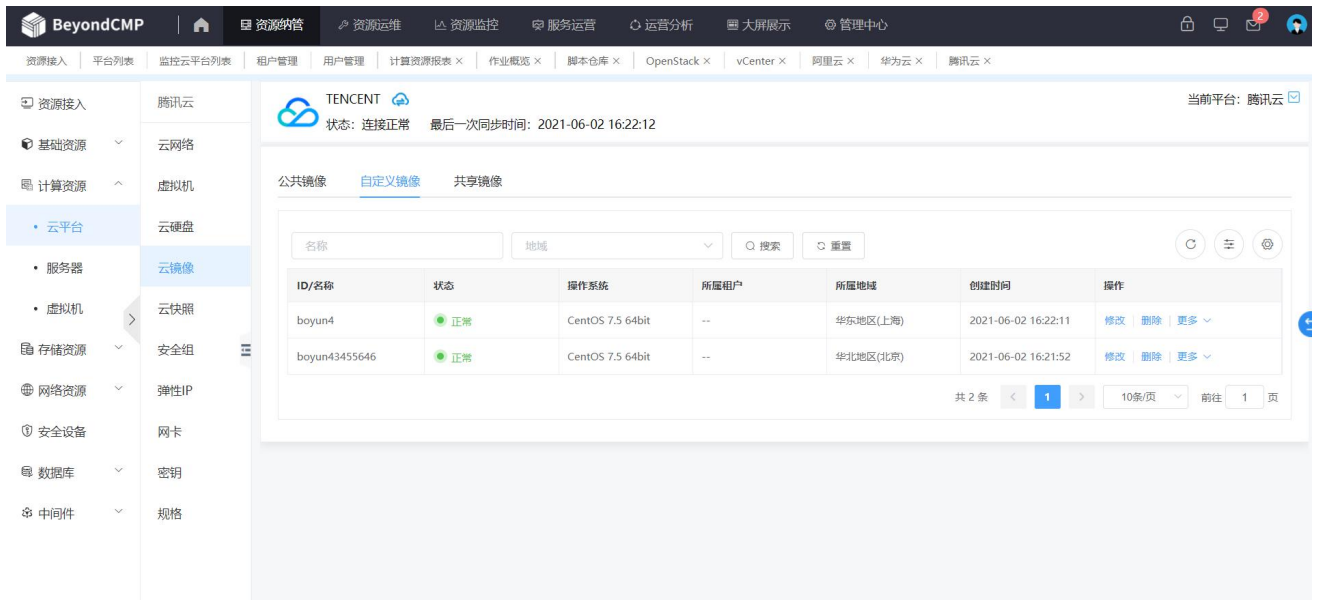 BeyondCMP 资源纳管 资源运维 资源监控 服务运营 运营分析 大屏展示 管理中心 2
资源接入 平台列表 监控云平台列表 租户管理 用户管理 计算资源报表 × 作业概览 × 脚本仓库 × OpenStack × vCenter × 阿里云 × 华为云 × 腾讯云 ×
资源接入
基础资源
计算资源
• 云平台
• 服务器
• 虚拟机
存储资源
网络资源
安全设备
数据库
中间件
腾讯云
云网络
虚拟机
云硬盘
云镜像
云快照
安全组
弹性IP
网卡
密钥
规格
TENCENT
状态：连接正常 最后一次同步时间：2021-06-02 16:22:12
当前平台：腾讯云
公共镜像 自定义镜像 共享镜像
名称 地域 搜索 重置
ID/名称 状态 操作系统 所属租户 所属地域 创建时间 操作
boyun4 正常 CentOS 7.5 64bit -- 华东地区(上海) 2021-06-02 16:22:11 修改 删除 更多
boyun43455646 正常 CentOS 7.5 64bit -- 华北地区(北京) 2021-06-02 16:21:52 修改 删除 更多
共 2 条 < 1 > 10条/页 前往 1 页